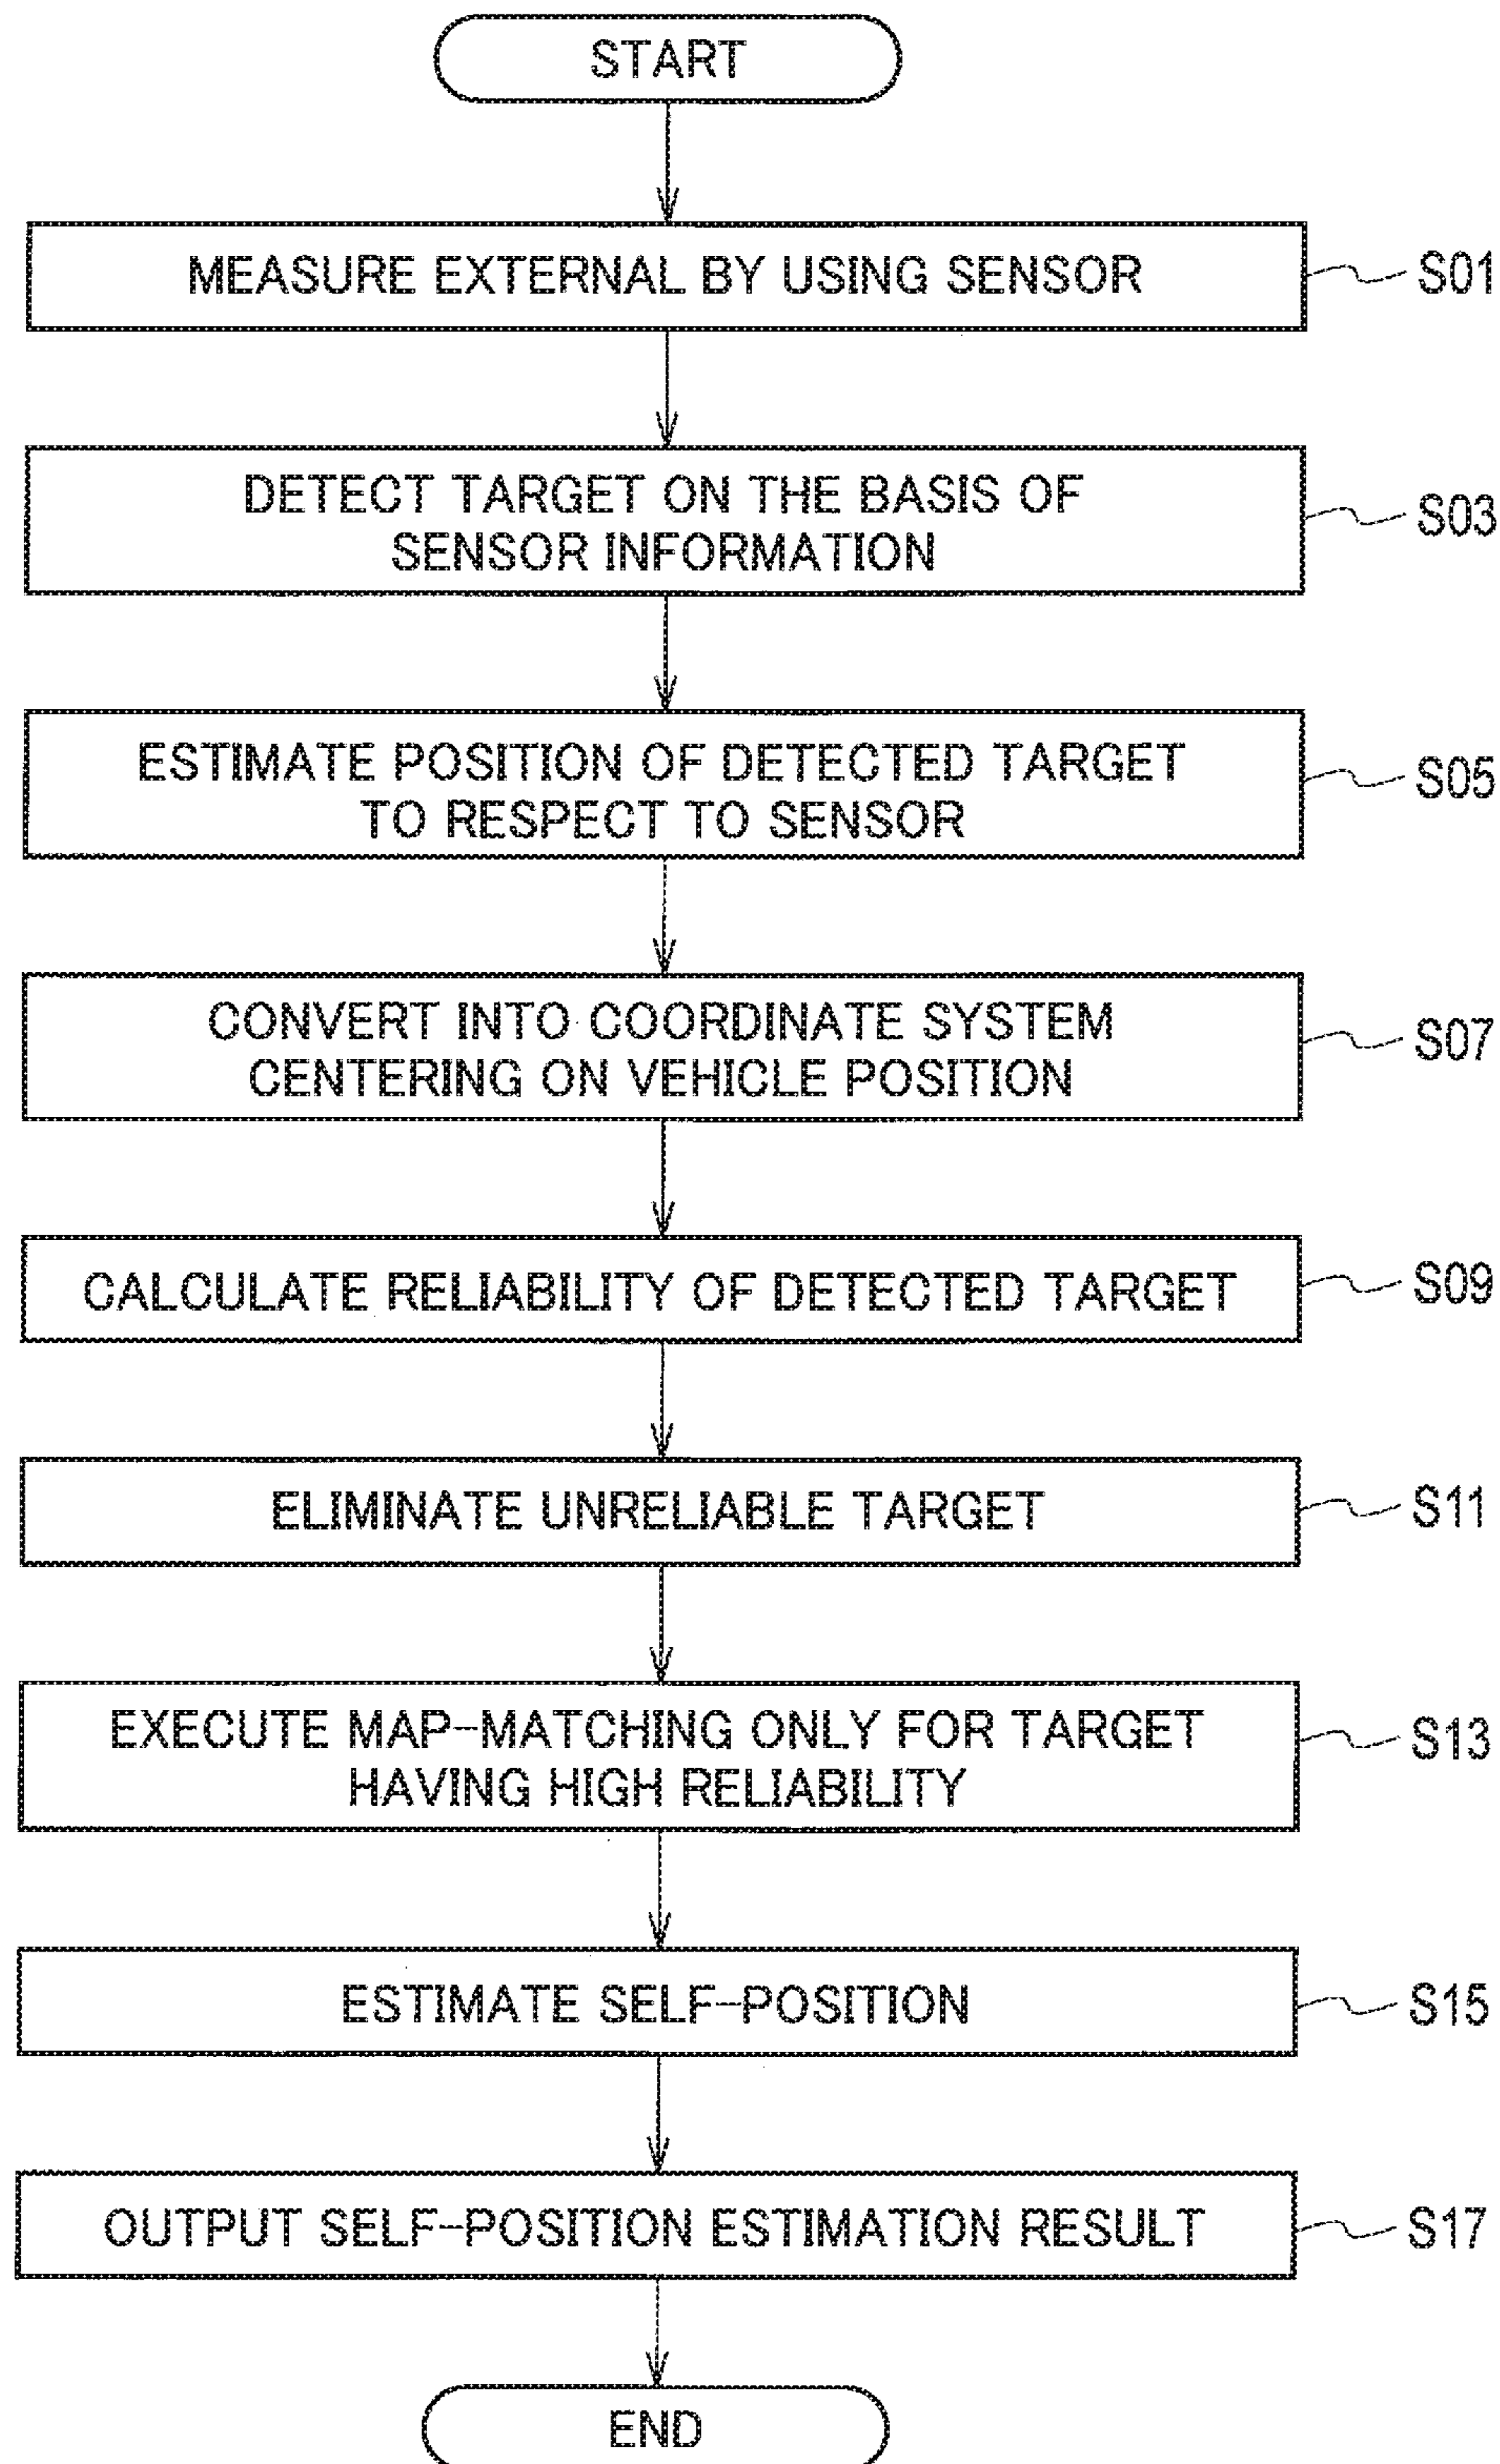 START
MEASURE EXTERNAL BY USING SENSOR
S01
DETECT TARGET ON THE BASIS OF
SENSOR INFORMATION
S03
ESTIMATE POSITION OF DETECTED TARGET
TO RESPECT TO SENSOR
S05
CONVERT INTO COORDINATE SYSTEM
CENTERING ON VEHICLE POSITION
S07
CALCULATE RELIABILITY OF DETECTED TARGET
S09
ELIMINATE UNRELIABLE TARGET
S11
EXECUTE MAP-MATCHING ONLY FOR TARGET
HAVING HIGH RELIABILITY
S13
ESTIMATE SELF-POSITION
S15
OUTPUT SELF-POSITION ESTIMATION RESULT
S17
END